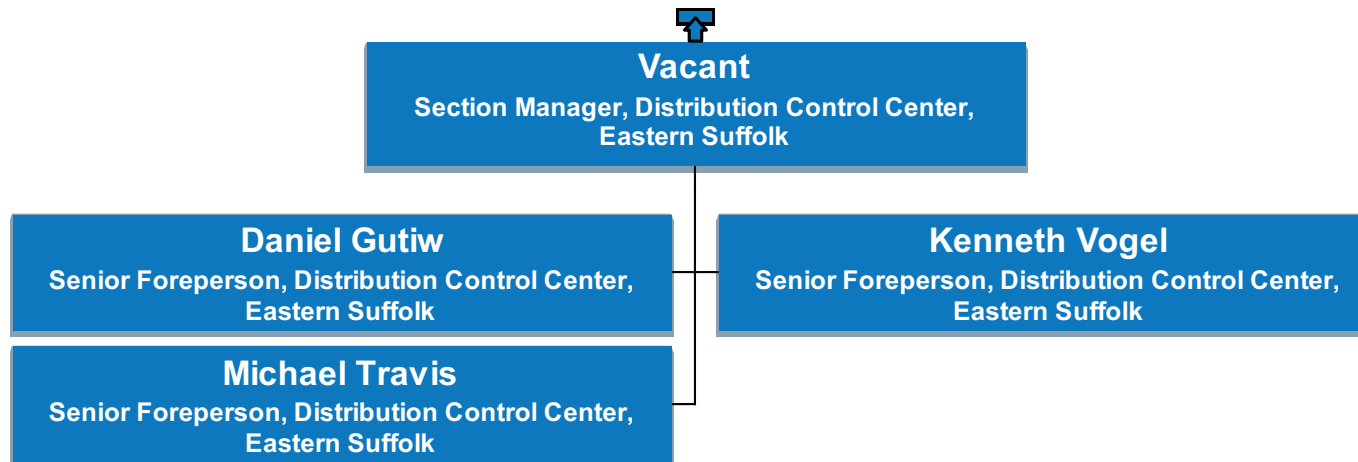 Vacant
Section Manager, Distribution Control Center,
Eastern Suffolk
Daniel Gutiw
Senior Foreperson, Distribution Control Center,
Eastern Suffolk
Kenneth Vogel
Senior Foreperson, Distribution Control Center,
Eastern Suffolk
Michael Travis
Senior Foreperson, Distribution Control Center,
Eastern Suffolk